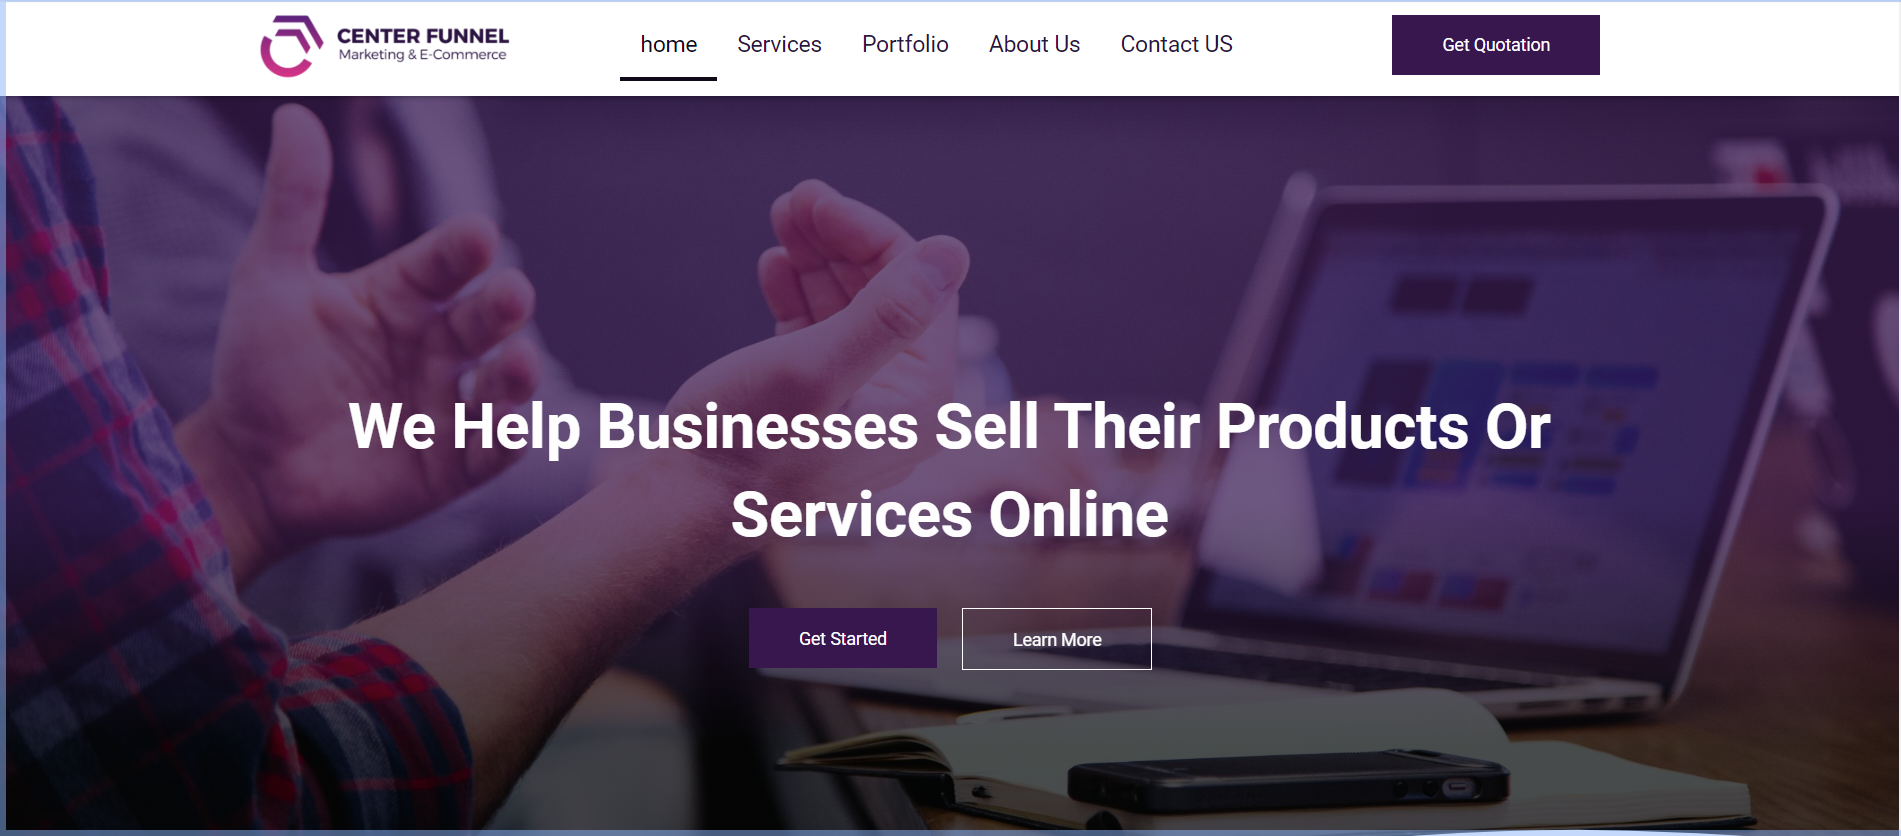 CENTER FUNNEL
Marketing & E-Commerce
home
Services
Portfolio
About Us
Contact US
Get Quotation
We Help Businesses Sell Their Products Or
Services Online
Get Started
Learn More